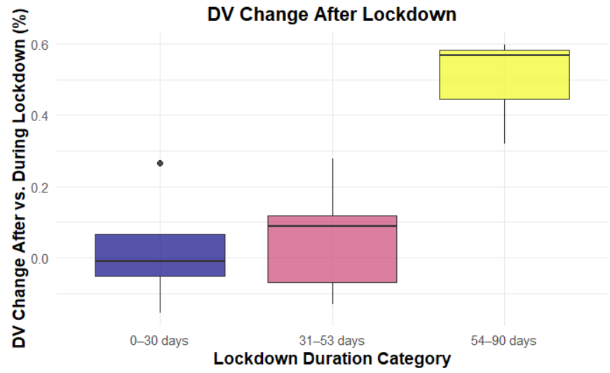 DV Change After Lockdown
DV Change After vs. During Lockdown (%)
0.6
0.4
0.2
0.0
0–30 days
31–53 days
54–90 days
Lockdown Duration Category